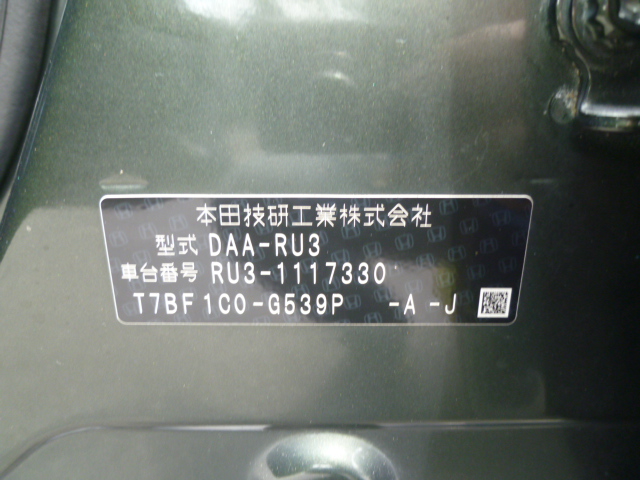 本田技研工業株式会社
型式 DAA-RU3
車台番号 RU3-1117330
T7BF1C0-G539P -A-J